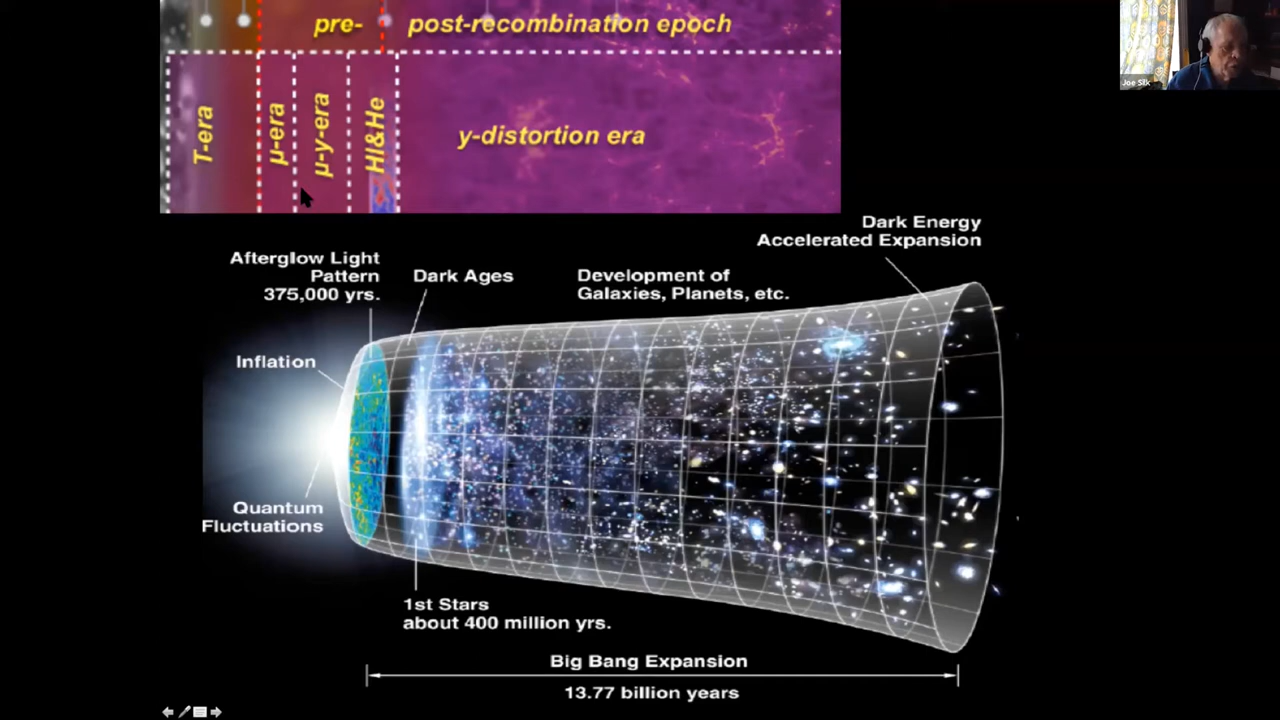 pre-
post-recombination epoch
Joe Silk
T-era
μ-era
μ-y-era
HI&He
y-distortion era
Dark Energy
Accelerated Expansion
Afterglow Light
Pattern
375,000 yrs.
Dark Ages
Development of
Galaxies, Planets, etc.
Inflation
Quantum
Fluctuations
1st Stars
about 400 million yrs.
Big Bang Expansion
13.77 billion years